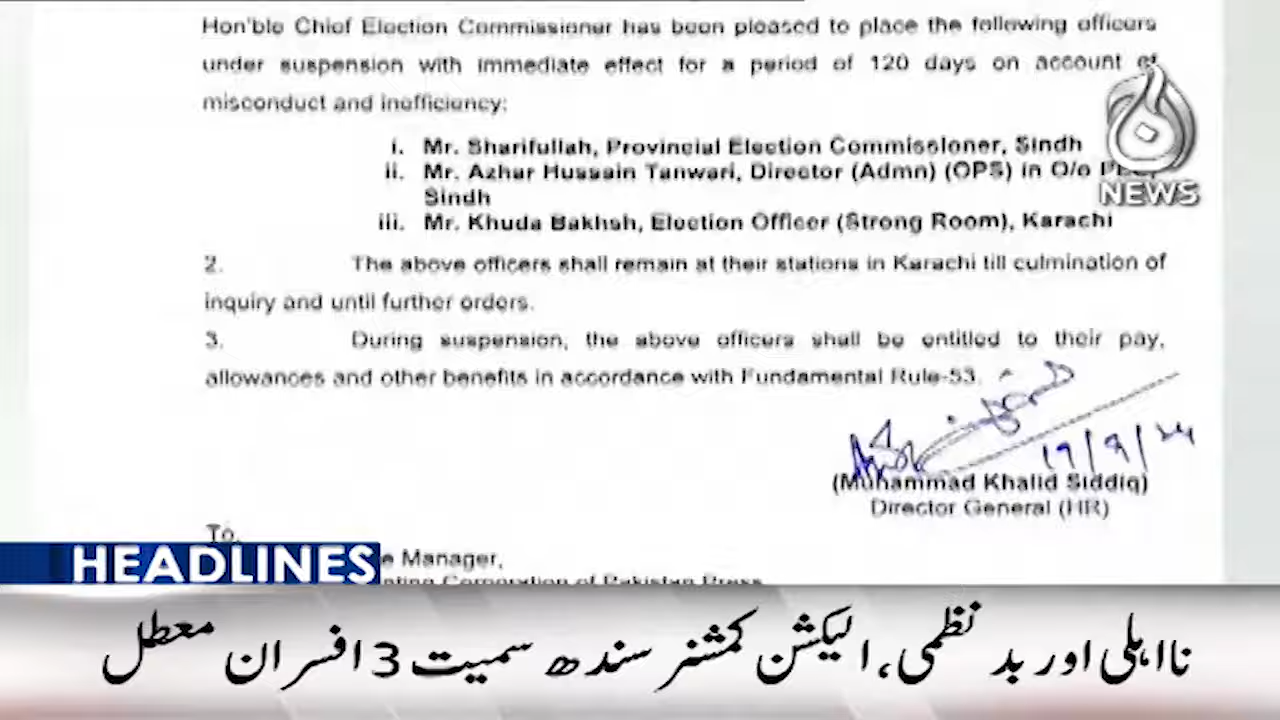 Hon'ble Chief Election Commissioner has been pleased to place the following officers
under suspension with immediate effect for a period of 120 days on account of
misconduct and inefficiency:
i. Mr. Sharifullah, Provincial Election Commissioner, Sindh
ii. Mr. Azhar Hussain Tanwari, Director (Admn) (OPS) in O/o
Sindh
iii. Mr. Khuda Bakhsh, Election Officer (Strong Room), Karachi
NEWS
2. The above officers shall remain at their stations in Karachi till culmination of
inquiry and until further orders.
3. During suspension, the above officers shall be entitled to their pay,
allowances and other benefits in accordance with Fundamental Rule-53.
19/9/24
(Muhammad Khalid Siddiq)
Director General (HR)
To,
Manager,
Corporation of Pakistan Press
HEADLINES
نااہلی اور بدنظمی، الیکشن کمشنر سندھ سمیت 3 افسران معطل